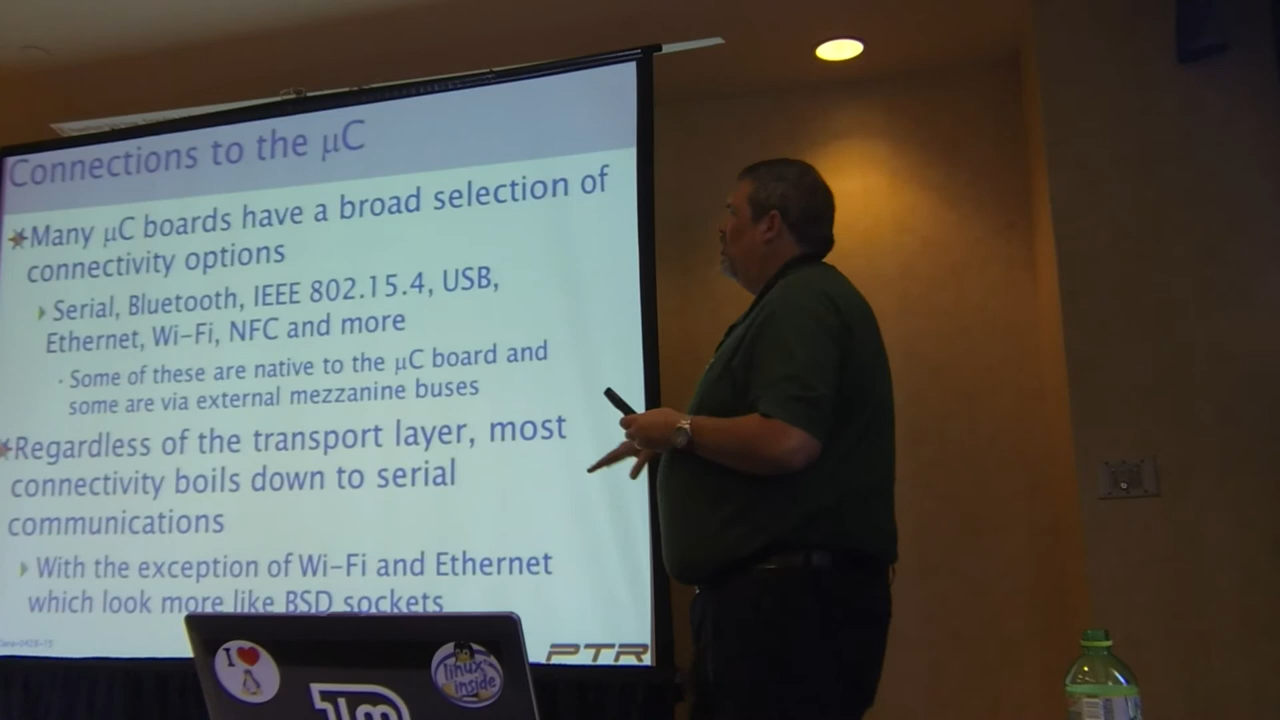 Connections to the µC
Many µC boards have a broad selection of
connectivity options
Serial, Bluetooth, IEEE 802.15.4, USB,
Ethernet, Wi-Fi, NFC and more
Some of these are native to the µC board and
some are via external mezzanine buses
Regardless of the transport layer, most
connectivity boils down to serial
communications
With the exception of Wi-Fi and Ethernet
which look more like BSD sockets
PTR
I
linux
inside
lm